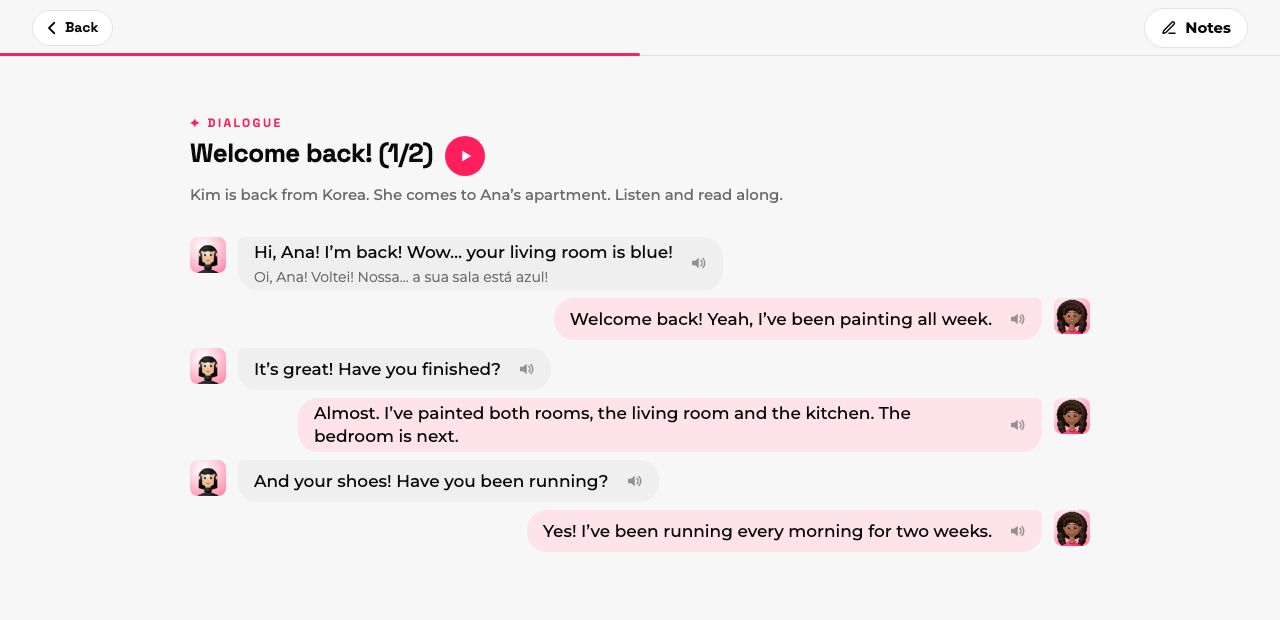 Back
Notes
DIALOGUE
Welcome back! (1/2)
Kim is back from Korea. She comes to Ana’s apartment. Listen and read along.
Hi, Ana! I’m back! Wow... your living room is blue!
Oi, Ana! Voltei! Nossa... a sua sala está azul!
Welcome back! Yeah, I’ve been painting all week.
It’s great! Have you finished?
Almost. I’ve painted both rooms, the living room and the kitchen. The
bedroom is next.
And your shoes! Have you been running?
Yes! I’ve been running every morning for two weeks.